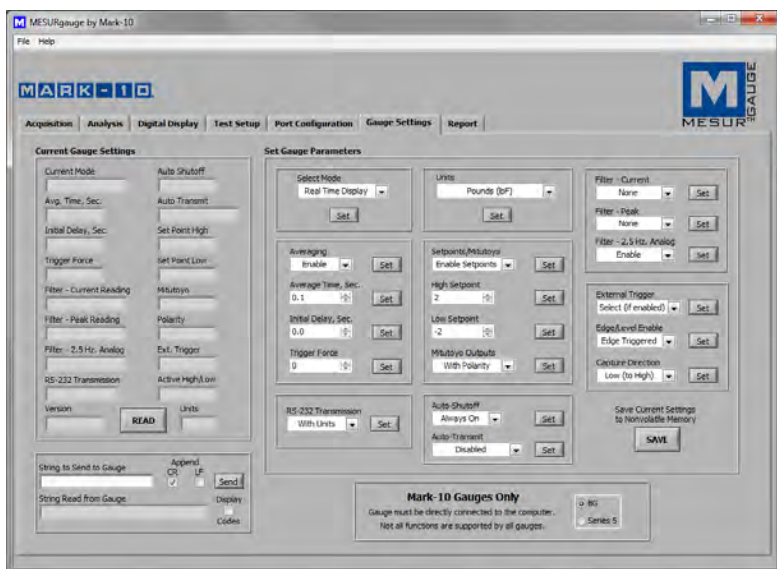 MESURgauge by Mark-10
File Help
MARK-10
M
MESUR GAUGE
Acquisition Analysis Digital Display Test Setup Port Configuration Gauge Settings Report
Current Gauge Settings
Current Mode Auto Shutoff
Avg. Time, Sec. Auto Transmit
Initial Delay, Sec. Set Point High
Trigger Force Set Point Low
Filter - Current Reading Mitutoyo
Filter - Peak Reading Polarity
Filter - 2.5 Hz. Analog Ext. Trigger
RS-232 Transmission Active High/Low
Version READ Units
String to Send to Gauge Append
CR LF
Send
String Read from Gauge Display
Codes
Set Gauge Parameters
Select Mode
Real Time Display
Set
Units
Pounds (lbF)
Set
Filter - Current
None Set
Filter - Peak
None Set
Filter - 2.5 Hz. Analog
Enable Set
Averaging
Enable Set
Average Time, Sec.
0.1 Set
Initial Delay, Sec.
0.0 Set
Trigger Force
0 Set
Setpoints/Mitutoyo
Enable Setpoints Set
High Setpoint
2 Set
Low Setpoint
-2 Set
Mitutoyo Outputs
With Polarity Set
External Trigger
Select (if enabled) Set
Edge/Level Enable
Edge Triggered Set
Capture Direction
Low (to High) Set
RS-232 Transmission
With Units Set
Auto-Shutoff
Always On Set
Auto-Transmit
Disabled Set
Save Current Settings
to Nonvolatile Memory
SAVE
Mark-10 Gauges Only
Gauge must be directly connected to the computer.
Not all functions are supported by all gauges.
BG
Series 5